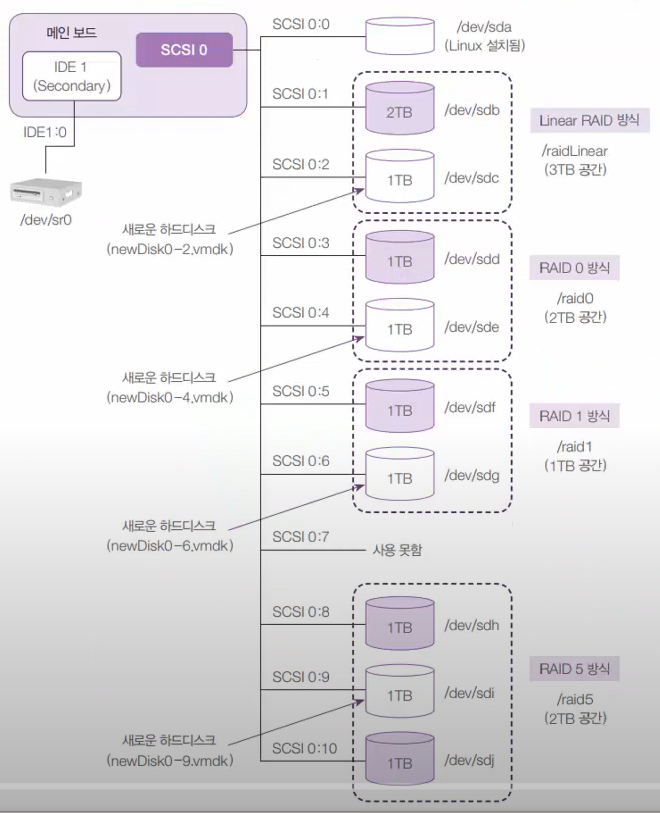 메인 보드
SCSI 0
IDE 1
(Secondary)
IDE1:0
/dev/sr0
SCSI 0:0
/dev/sda
(Linux 설치됨)
SCSI 0:1
2TB
/dev/sdb
Linear RAID 방식
/raidLinear
(3TB 공간)
SCSI 0:2
1TB
/dev/sdc
새로운 하드디스크
(newDisk0-2.vmdk)
SCSI 0:3
1TB
/dev/sdd
RAID 0 방식
/raid0
(2TB 공간)
SCSI 0:4
1TB
/dev/sde
새로운 하드디스크
(newDisk0-4.vmdk)
SCSI 0:5
1TB
/dev/sdf
RAID 1 방식
/raid1
(1TB 공간)
SCSI 0:6
1TB
/dev/sdg
새로운 하드디스크
(newDisk0-6.vmdk)
SCSI 0:7
사용 못함
SCSI 0:8
1TB
/dev/sdh
RAID 5 방식
/raid5
(2TB 공간)
SCSI 0:9
1TB
/dev/sdi
새로운 하드디스크
(newDisk0-9.vmdk)
SCSI 0:10
1TB
/dev/sdj